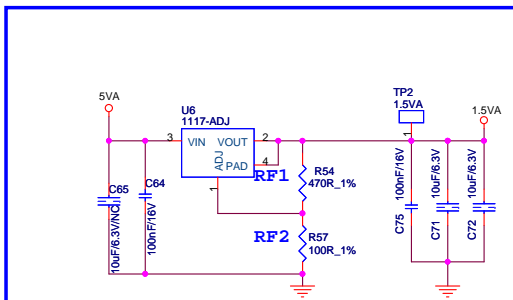 5VA
U6
1117-ADJ
3
VIN
VOUT
2
ADJ
PAD
4
1
C65
10uF/6.3V/NC
C64
100nF/16V
RF1
R54
470R_1%
RF2
R57
100R_1%
TP2
1.5VA
1
1.5VA
100nF/16V
C75
10uF/6.3V
C71
10uF/6.3V
C72